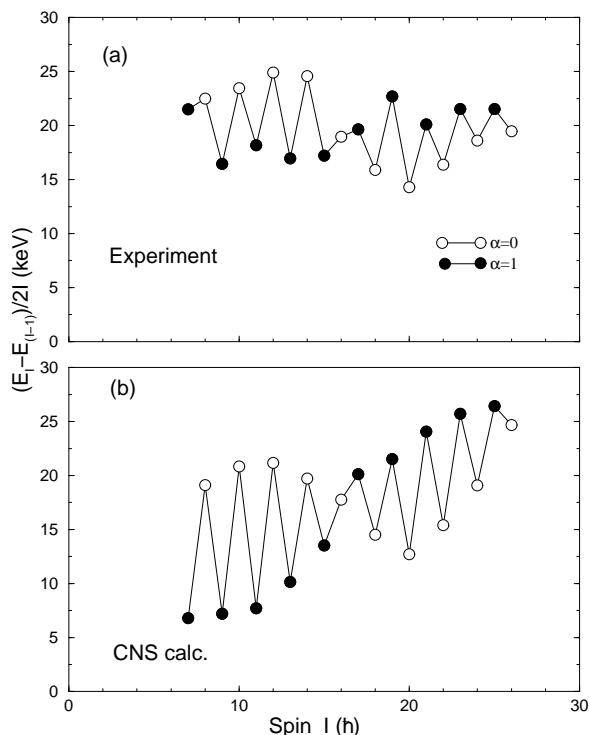 30
25
20
15
10
5
0
(a)
Experiment
α=0
α=1
(E_I−E_(I−1))/2I (keV)
30
25
20
15
10
5
0
(b)
CNS calc.
0 10 20 30
Spin I (ħ)